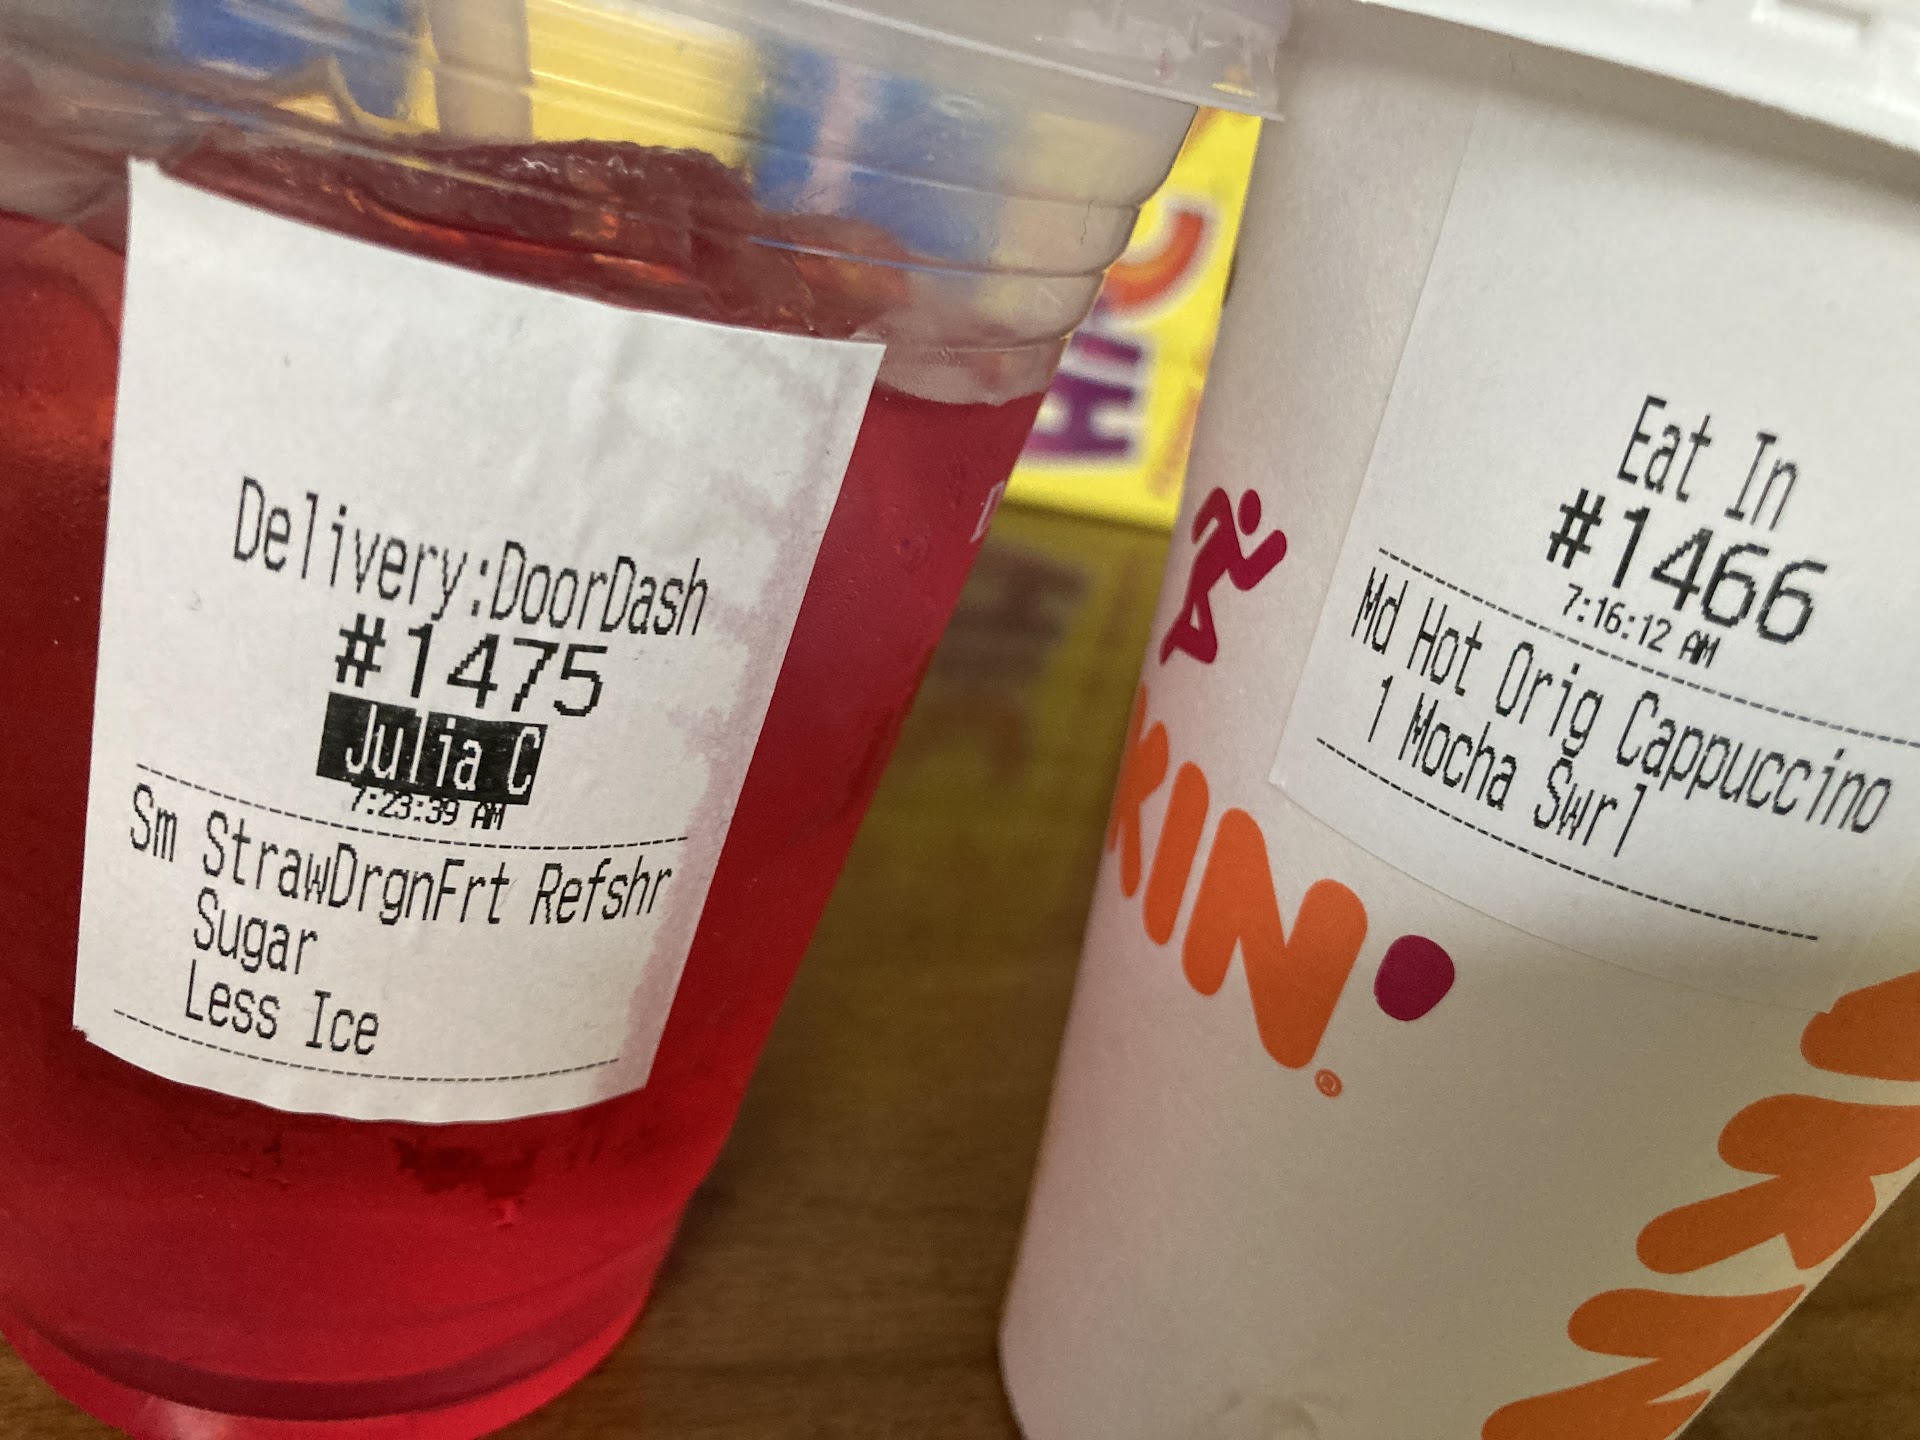 Delivery:DoorDash
#1475
Julia C
7:23:39 AM
Sm StrawDrgnFrt Refshr
Sugar
Less Ice
Eat In
#1466
7:16:12 AM
Md Hot Orig Cappuccino
1 Mocha Swrl
KIN'
®